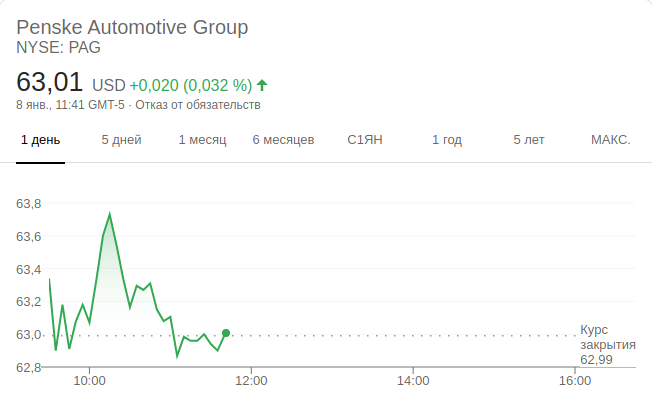 Penske Automotive Group
NYSE: PAG
63,01 USD +0,020 (0,032 %)
8 янв., 11:41 GMT-5 · Отказ от обязательств
1 день 5 дней 1 месяц 6 месяцев С1ЯН 1 год 5 лет МАКС.
63,8
63,6
63,4
63,2
63,0
62,8
Курс
закрытия
62,99
10:00 12:00 14:00 16:00